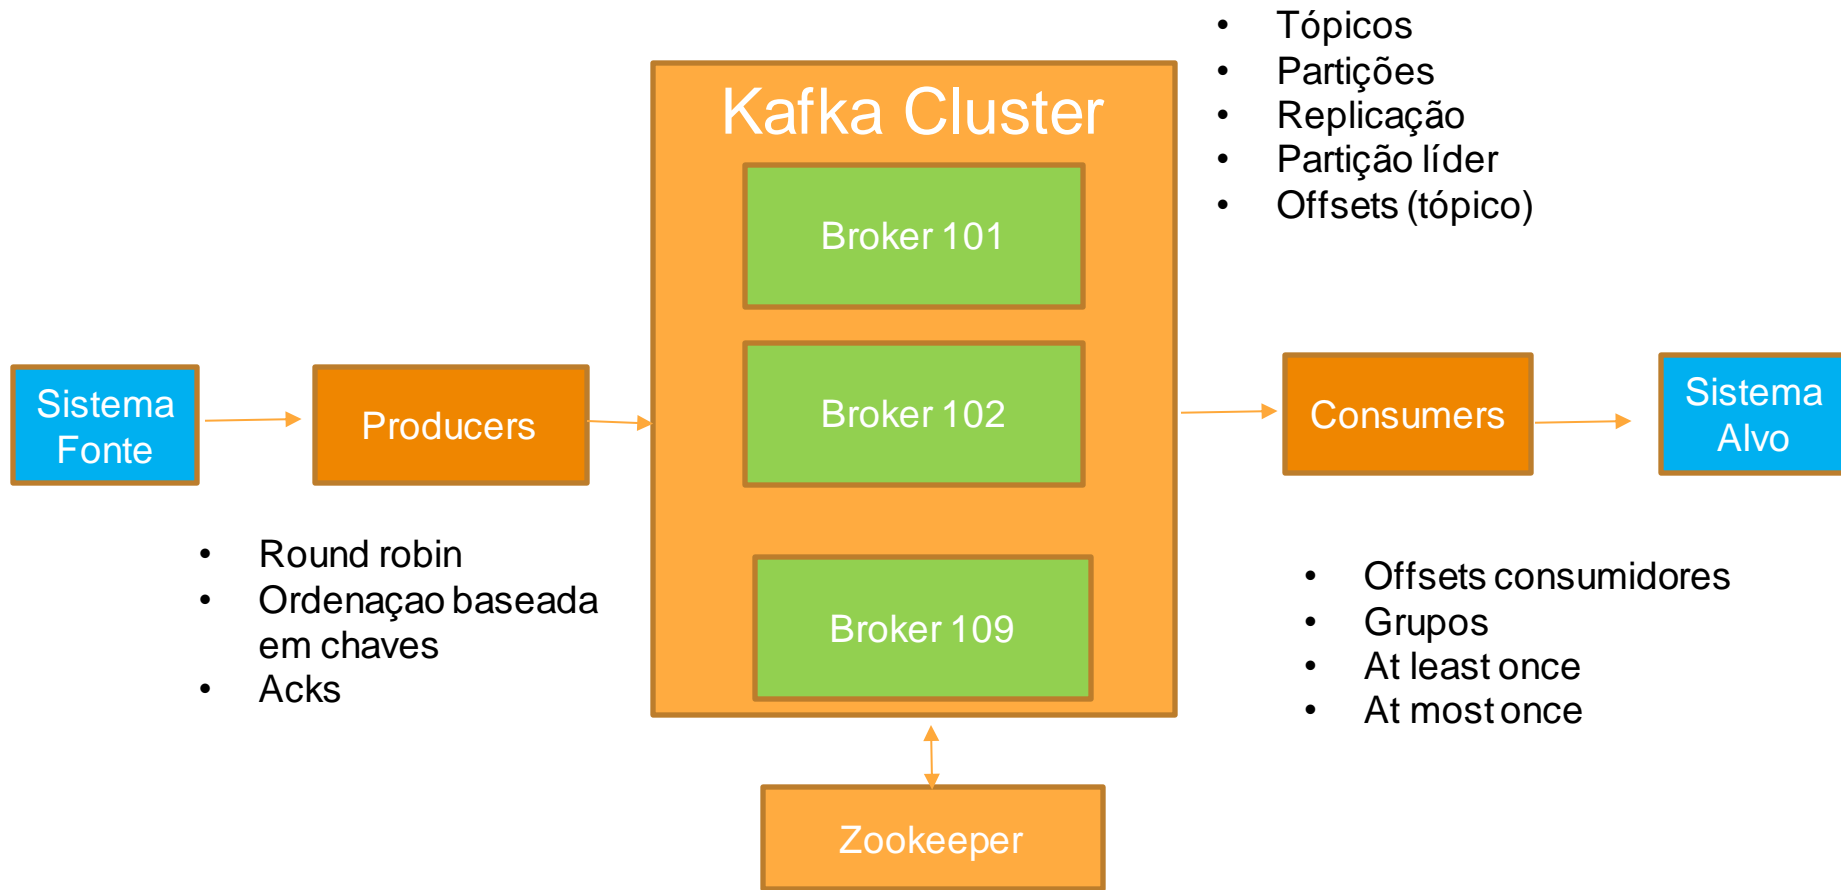 Tópicos
Partições
Replicação
Partição líder
Offsets (tópico)
Kafka Cluster
Broker 101
Broker 102
Broker 109
Sistema
Fonte
Producers
Consumers
Sistema
Alvo
Round robin
Ordenaçao baseada
em chaves
Acks
Offsets consumidores
Grupos
At least once
At most once
Zookeeper